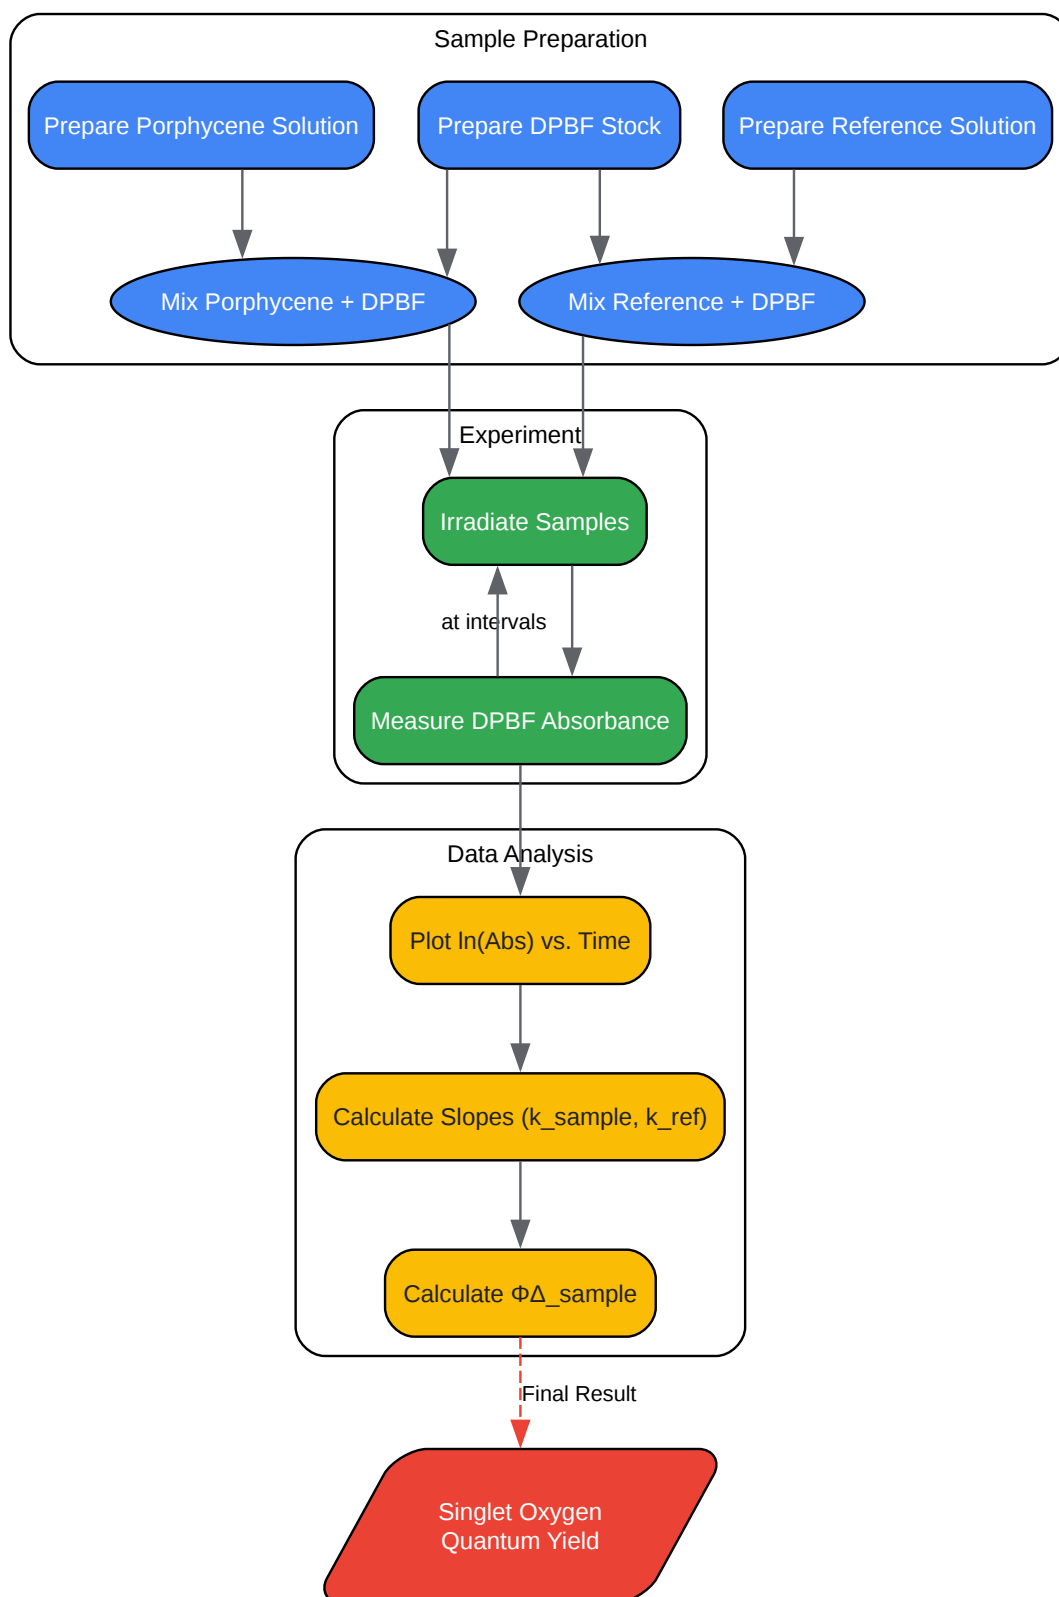 Sample Preparation
Prepare Porphycene Solution
Prepare DPBF Stock
Prepare Reference Solution
Mix Porphycene + DPBF
Mix Reference + DPBF
Experiment
Irradiate Samples
at intervals
Measure DPBF Absorbance
Data Analysis
Plot ln(Abs) vs. Time
Calculate Slopes (k_sample, k_ref)
Calculate ΦΔ_sample
Final Result
Singlet Oxygen
Quantum Yield